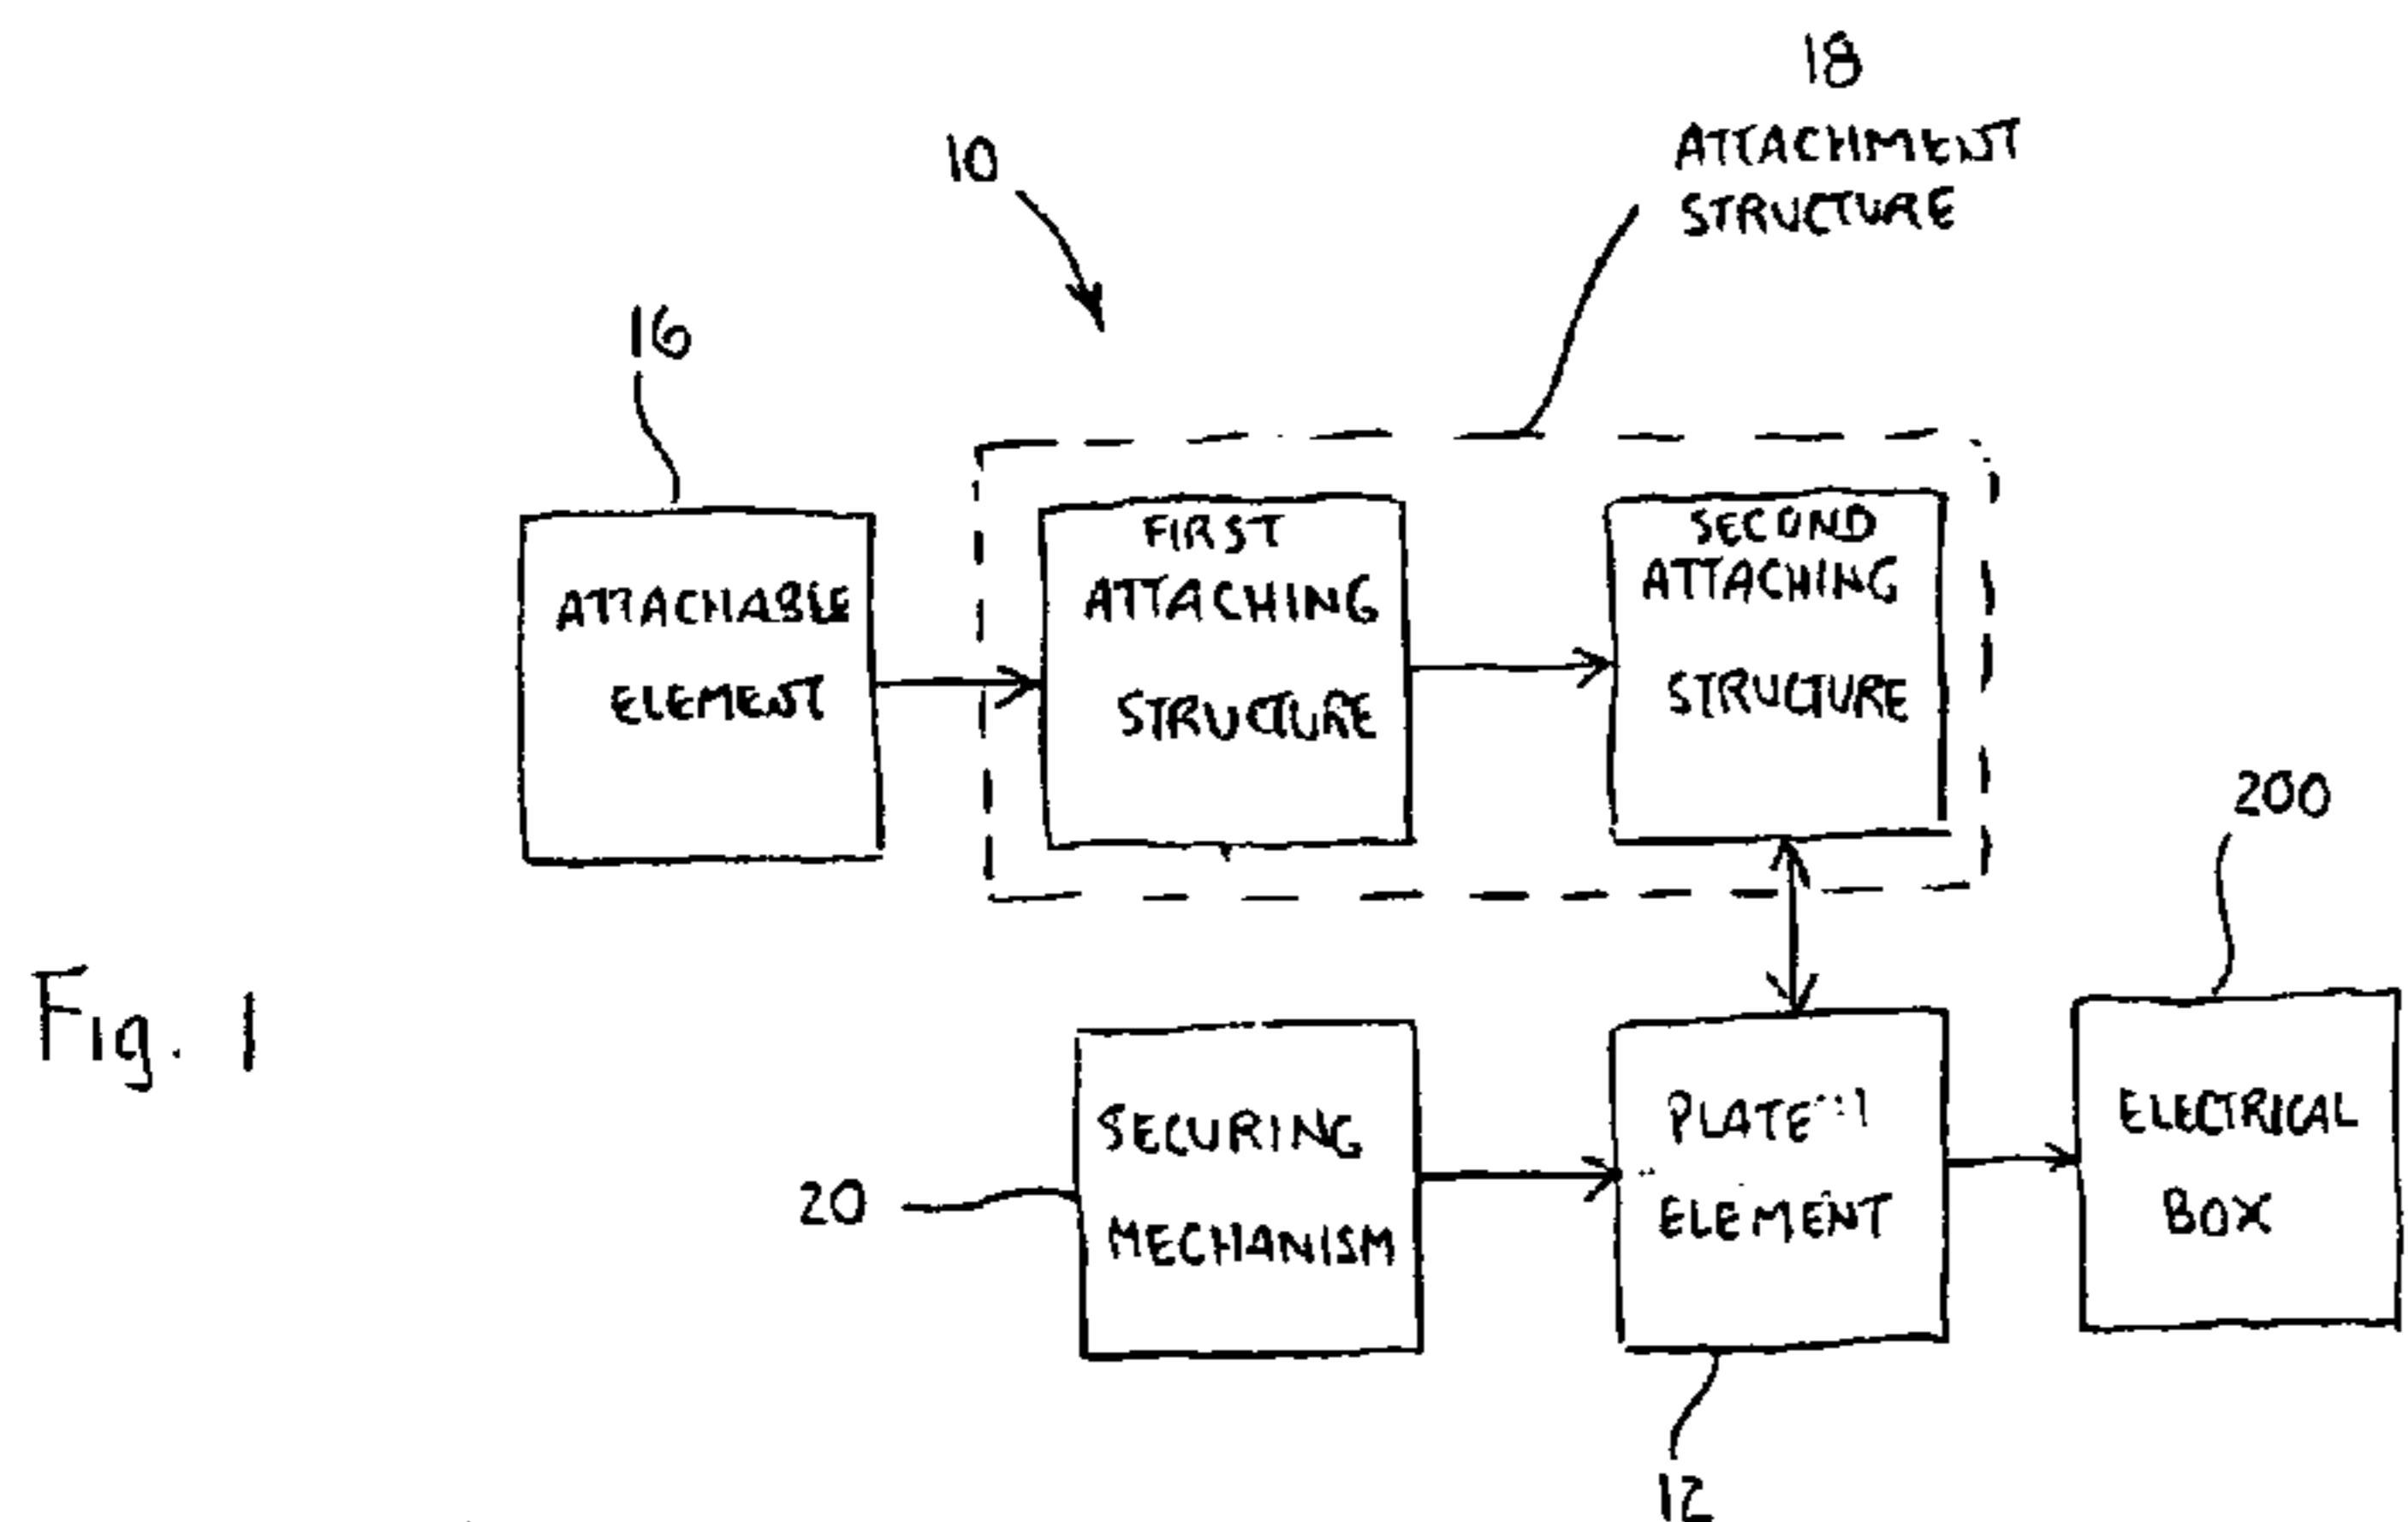 18
ATTACHMENT
STRUCTURE
10
16
ATTACHABLE
ELEMENT
FIRST
ATTACHING
STRUCTURE
SECOND
ATTACHING
STRUCTURE
200
Fig. 1
20
SECURING
MECHANISM
PLATE
ELEMENT
ELECTRICAL
BOX
12